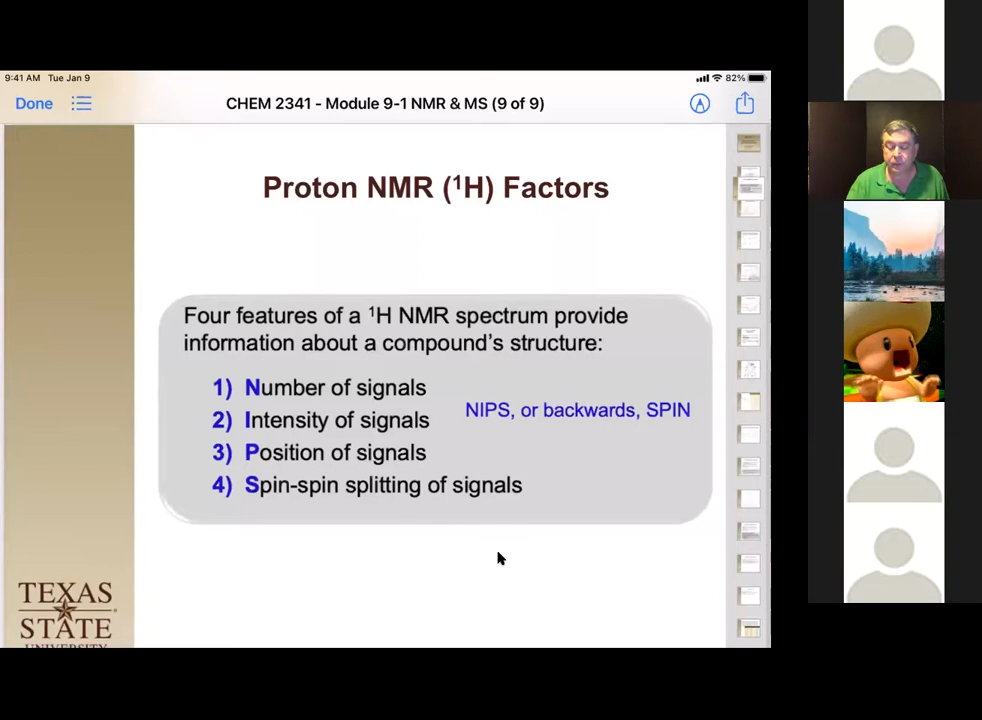 9:41 AM Tue Jan 9
82%
Done
CHEM 2341 - Module 9-1 NMR & MS (9 of 9)
Proton NMR (¹H) Factors
Four features of a ¹H NMR spectrum provide
information about a compound's structure:
1) Number of signals
2) Intensity of signals
NIPS, or backwards, SPIN
3) Position of signals
4) Spin-spin splitting of signals
TEXAS
STATE
UNIVERSITY